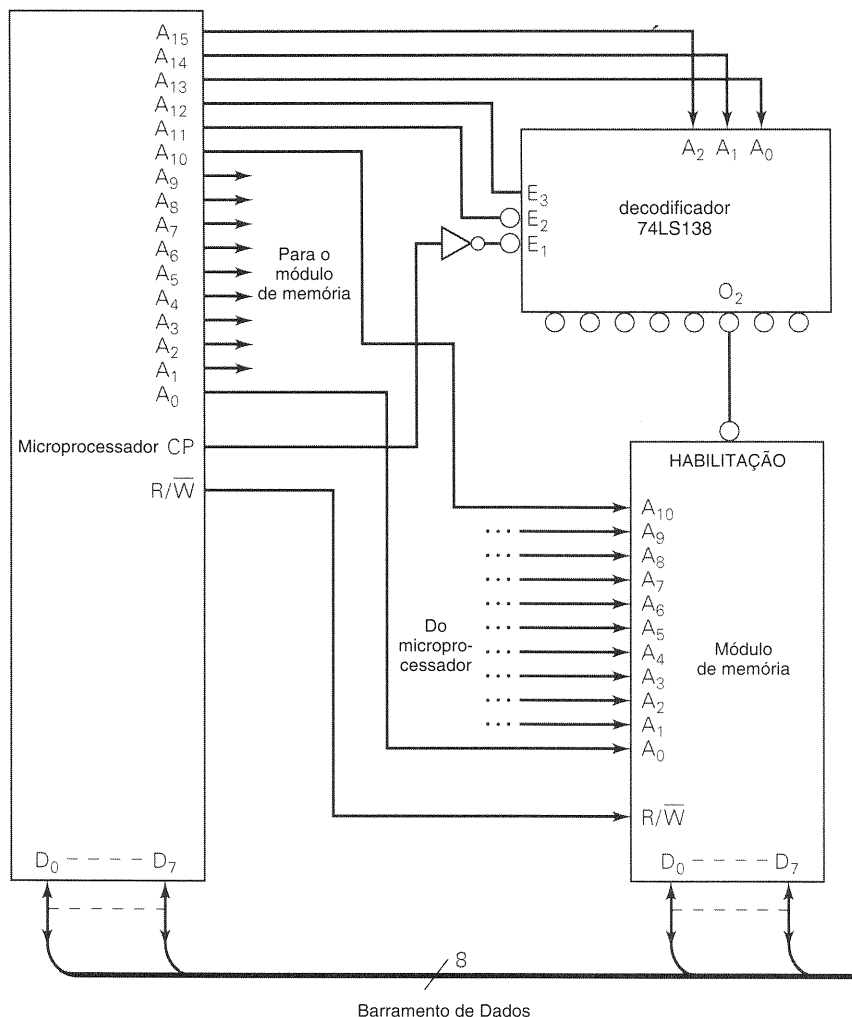 A15
A14
A13
A12
A11
A10
A9
A8
A7
A6
A5
A4
A3
A2
A1
A0
Para o
módulo
de memória
Microprocessador CP
R/W̅
D0 D7
A2 A1 A0
E3
E2
E1
decodificador
74LS138
O2
HABILITAÇÃO
A10
A9
A8
A7
A6
A5
A4
A3
A2
A1
A0
Do
micropro-
cessador
Módulo
de memória
R/W̅
D0 D7
8
Barramento de Dados